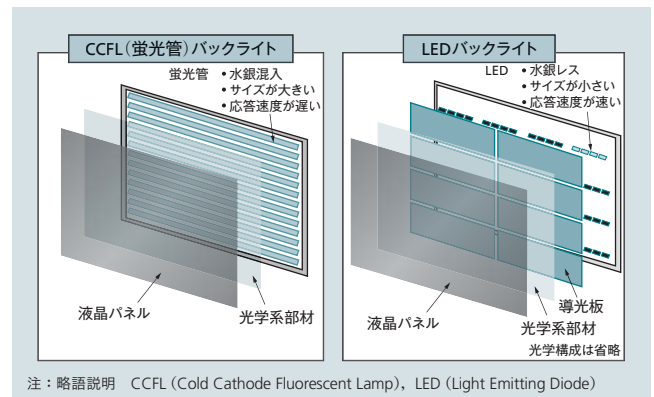 CCFL(蛍光管)バックライト
蛍光管 •水銀混入
•サイズが大きい
•応答速度が遅い
液晶パネル
光学系部材
LEDバックライト
LED •水銀レス
•サイズが小さい
•応答速度が速い
導光板
液晶パネル
光学系部材
光学構成は省略
注：略語説明 CCFL(Cold Cathode Fluorescent Lamp), LED(Light Emitting Diode)